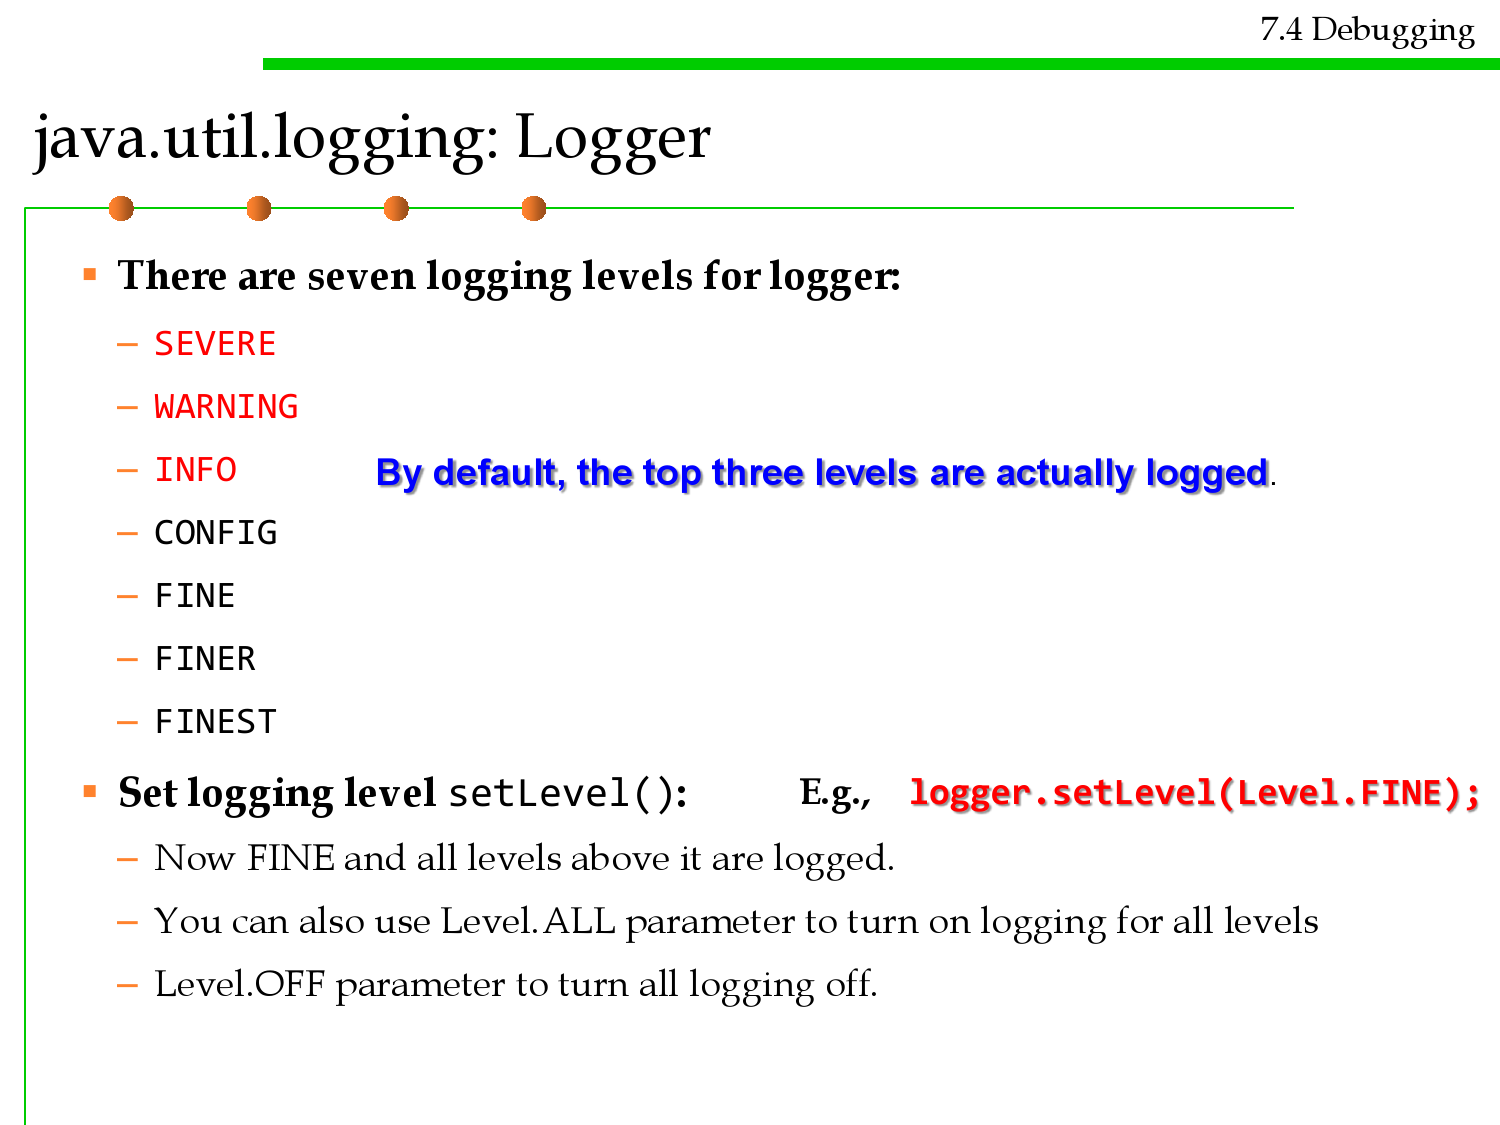 7.4 Debugging
java.util.logging: Logger
▪ There are seven logging levels for logger:
– SEVERE
– WARNING
– INFO
By default, the top three levels are actually logged.
– CONFIG
– FINE
– FINER
– FINEST
▪ Set logging level setLevel(): E.g., logger.setLevel(Level.FINE);
– Now FINE and all levels above it are logged.
– You can also use Level.ALL parameter to turn on logging for all levels
– Level.OFF parameter to turn all logging off.